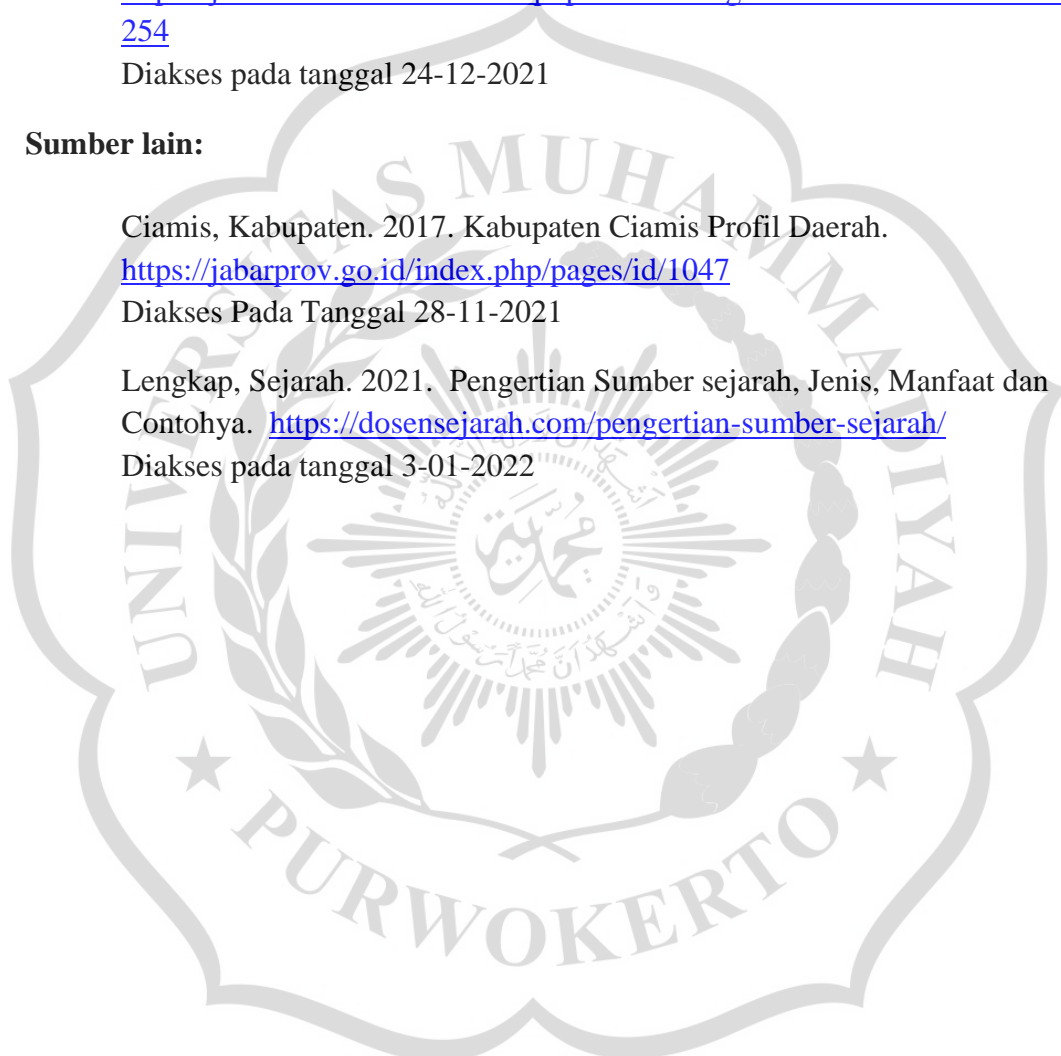 254
Diakses pada tanggal 24-12-2021
Sumber lain:
Ciamis, Kabupaten. 2017. Kabupaten Ciamis Profil Daerah.
https://jabarprov.go.id/index.php/pages/id/1047
Diakses Pada Tanggal 28-11-2021
Lengkap, Sejarah. 2021. Pengertian Sumber sejarah, Jenis, Manfaat dan
Contohya. https://dosensejarah.com/pengertian-sumber-sejarah/
Diakses pada tanggal 3-01-2022
UNIVERSITAS MUHAMMADIYAH
PURWOKERTO
محمدية